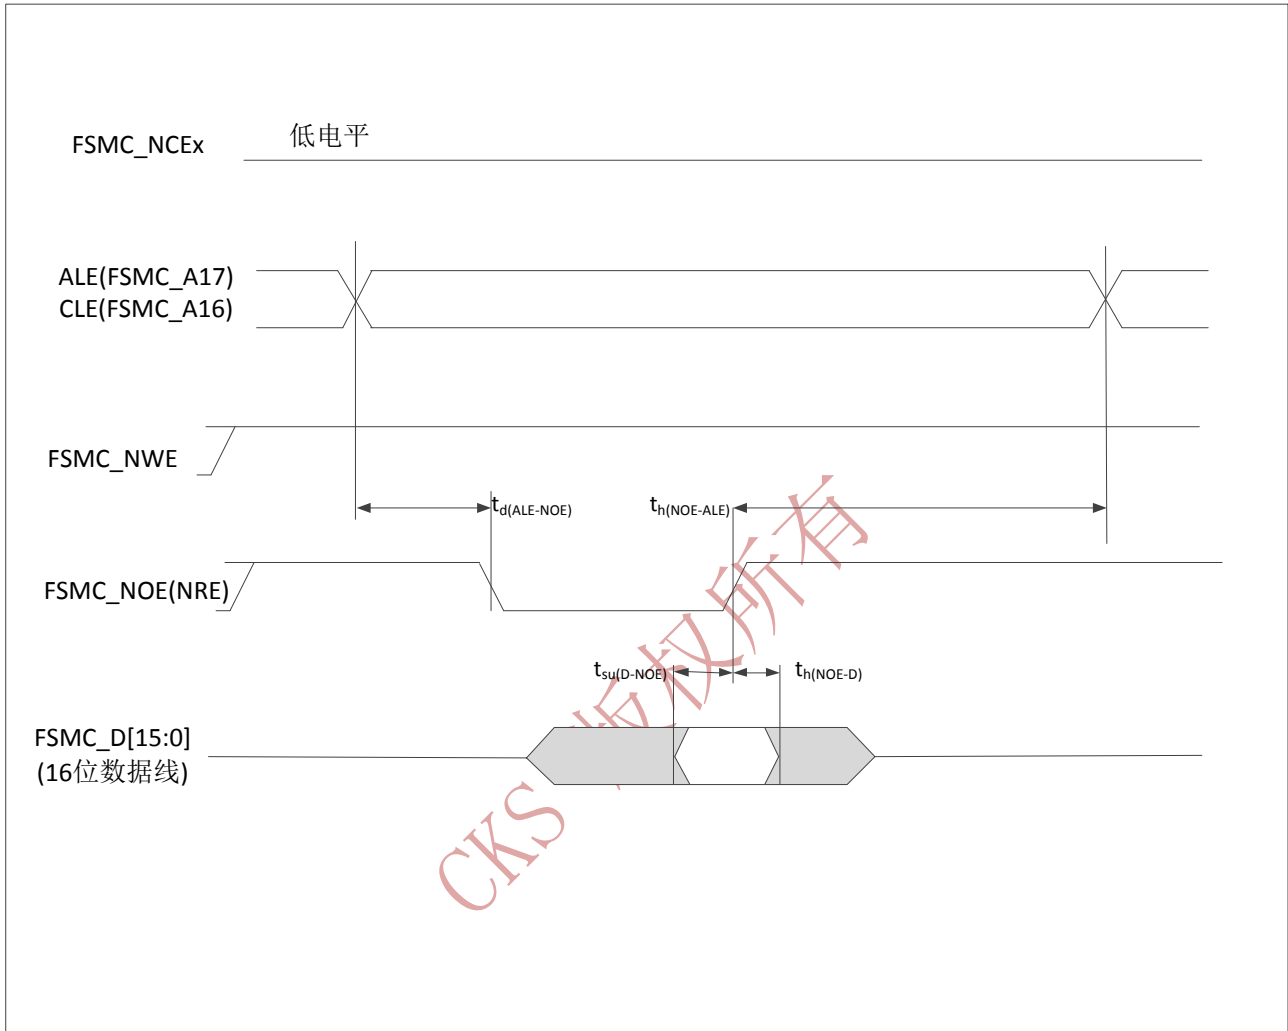 FSMC_NCEx
低电平
ALE(FSMC_A17)
CLE(FSMC_A16)
FSMC_NWE
td(ALE-NOE)
th(NOE-ALE)
FSMC_NOE(NRE)
tsu(D-NOE)
th(NOE-D)
FSMC_D[15:0]
(16位数据线)
CKS 版权所有